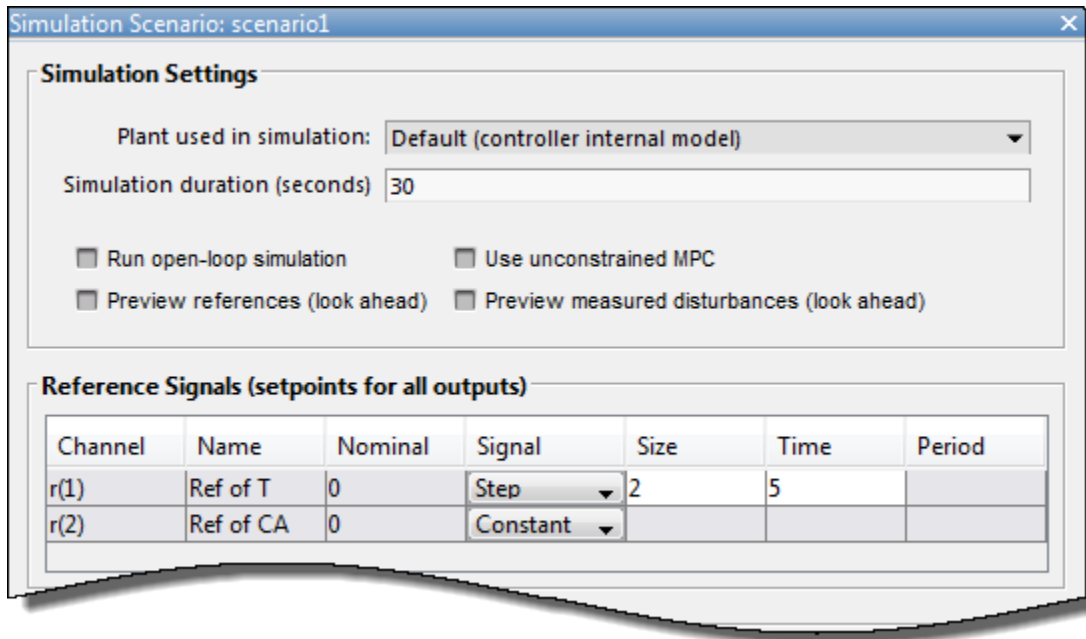 Simulation Scenario: scenario1
Simulation Settings
Plant used in simulation: Default (controller internal model)
Simulation duration (seconds) 30
Run open-loop simulation Use unconstrained MPC
Preview references (look ahead) Preview measured disturbances (look ahead)
Reference Signals (setpoints for all outputs)
Channel Name Nominal Signal Size Time Period
r(1) Ref of T 0 Step 2 5
r(2) Ref of CA 0 Constant